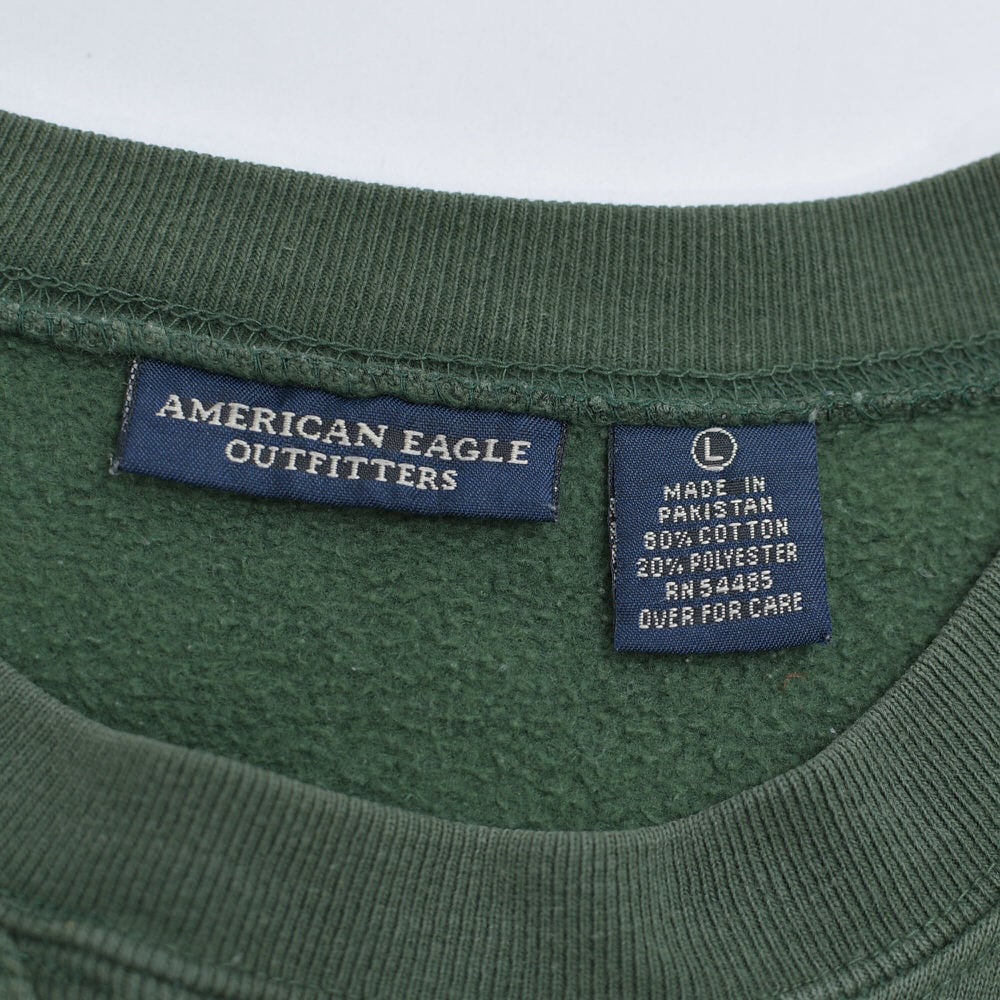 AMERICAN EAGLE
OUTFITTERS
L
MADE IN
PAKISTAN
80% COTTON
20% POLYESTER
RN 54485
OVER FOR CARE